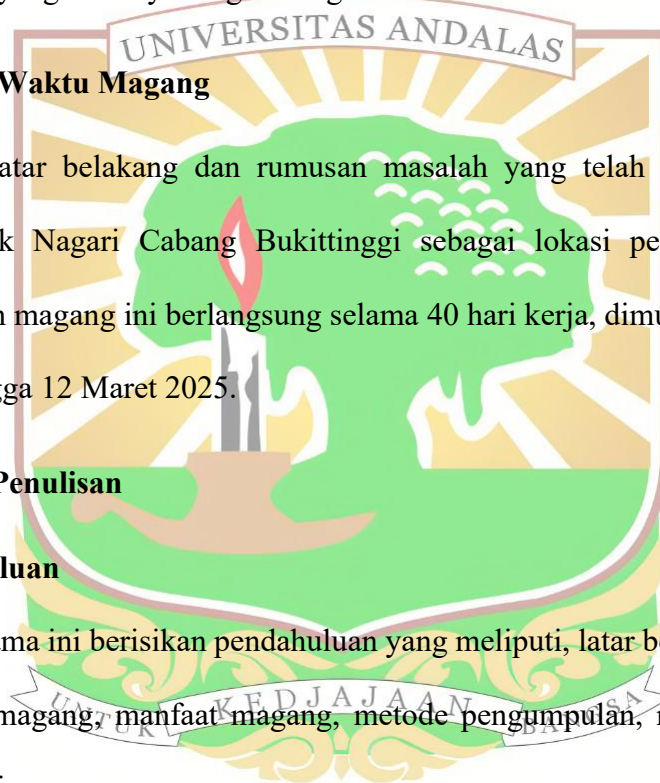 UNIVERSITAS ANDALAS
Waktu Magang
atar belakang dan rumusan masalah yang telah
k Nagari Cabang Bukittinggi sebagai lokasi pe
n magang ini berlangsung selama 40 hari kerja, dimu
gga 12 Maret 2025.
Penulisan
luan
ma ini berisikan pendahuluan yang meliputi, latar b
magang, manfaat magang, metode pengumpulan, r
UNTUK KEDJAJAAN BANGSA